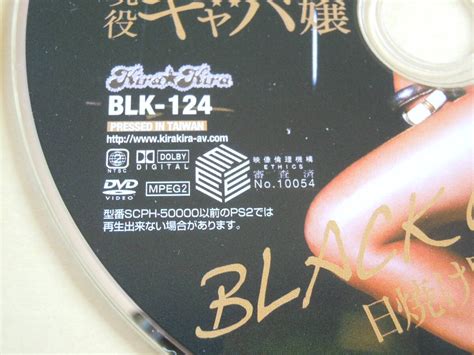 現役キャバ嬢
Kira★Kira
BLK-124
PRESSED IN TAIWAN
http://www.kirakira-av.com
NTSC
DOLBY
DIGITAL
映像倫理機構
ETHICS
審査済
No.10054
DVD
VIDEO
MPEG2
型番SCPH-50000以前のPS2では
再生出来ない場合があります。
BLACK
日焼け